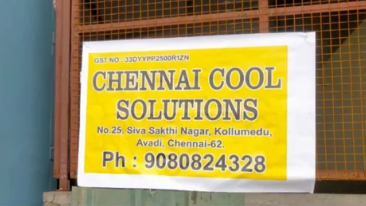 GST NO.: 33DYYPP2500R1ZN
CHENNAI COOL
SOLUTIONS
No.25, Siva Sakthi Nagar, Kollumedu,
Avadi, Chennai-62.
Ph : 9080824328